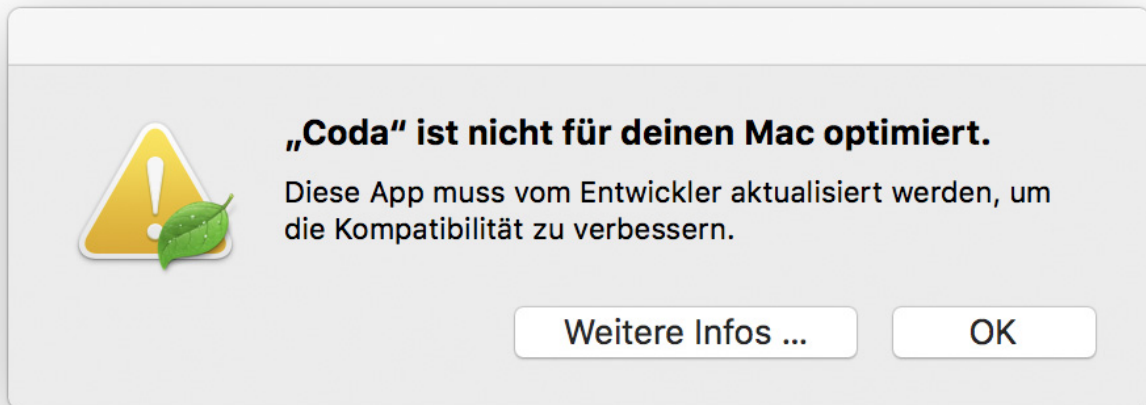 „Coda“ ist nicht für deinen Mac optimiert.
Diese App muss vom Entwickler aktualisiert werden, um
die Kompatibilität zu verbessern.
Weitere Infos ...
OK